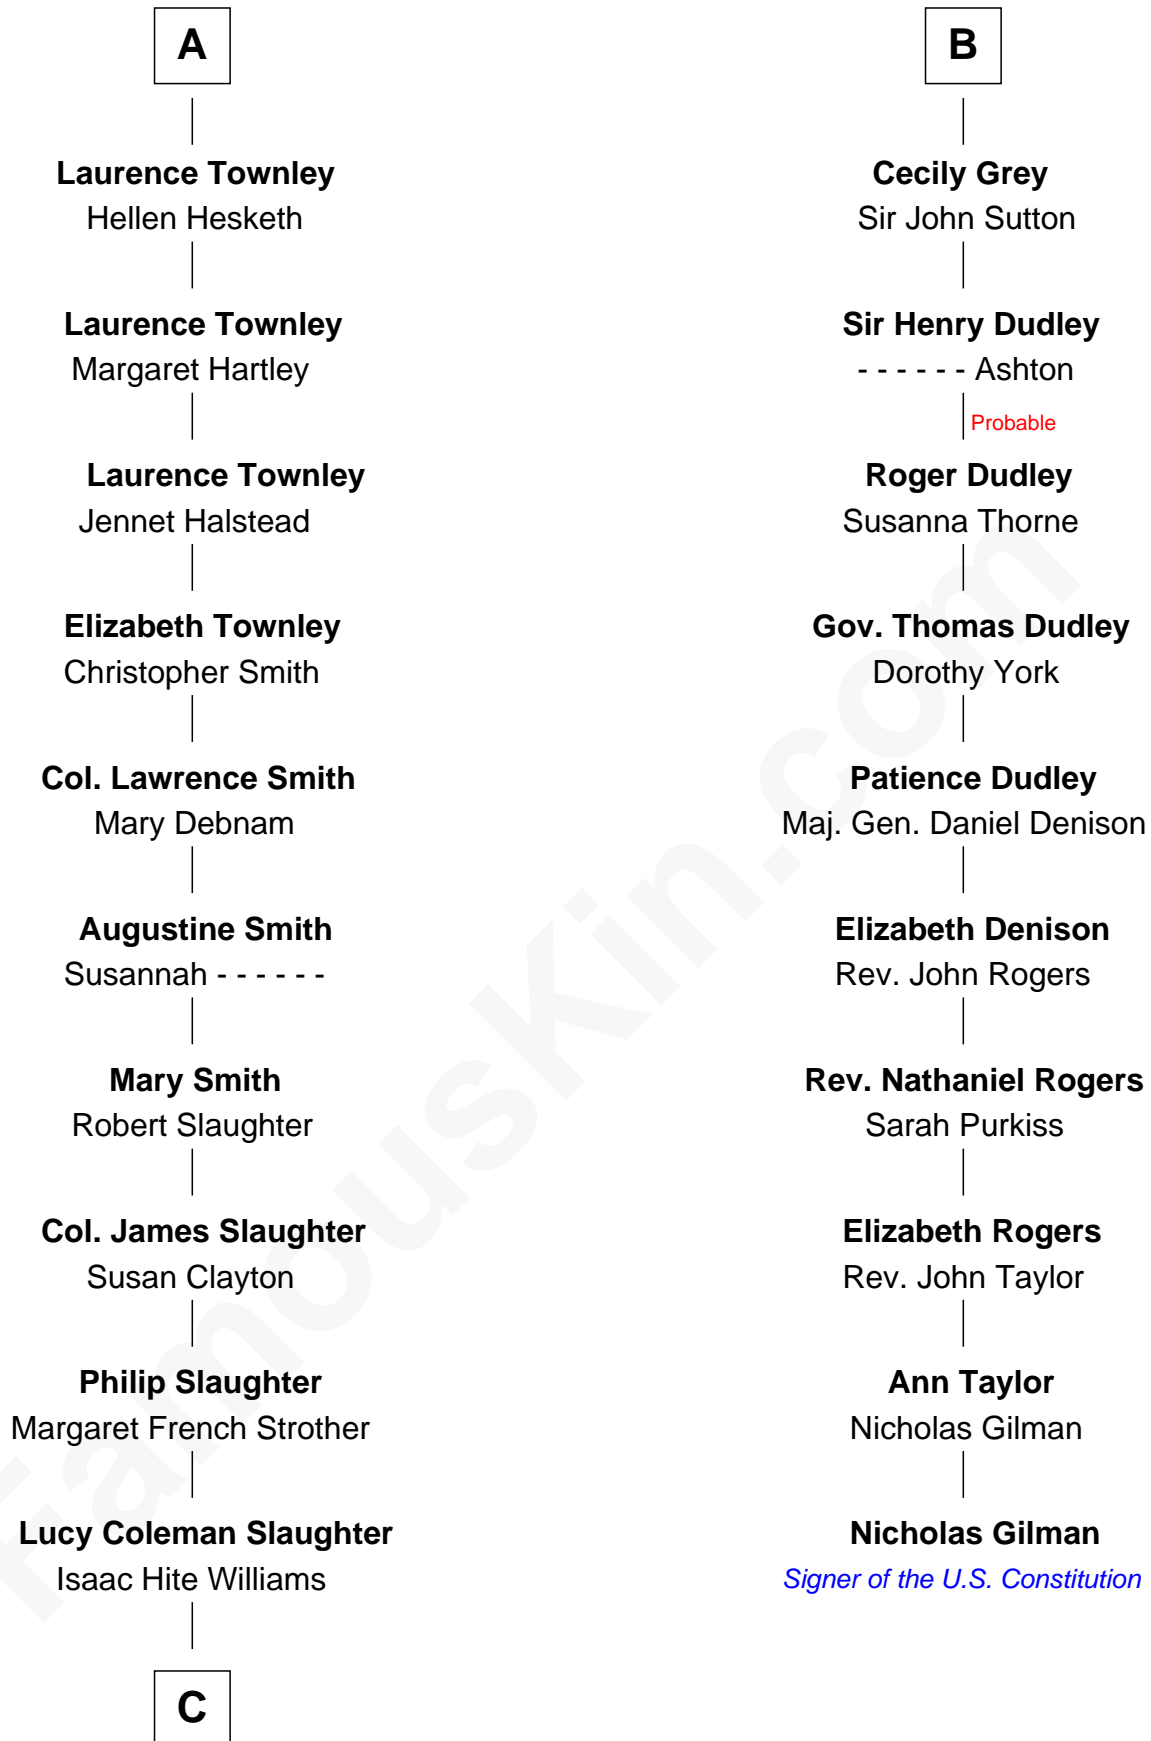 A
Laurence Townley
Hellen Hesketh
Laurence Townley
Margaret Hartley
Laurence Townley
Jennet Halstead
Elizabeth Townley
Christopher Smith
Col. Lawrence Smith
Mary Debnam
Augustine Smith
Susannah - - - - - -
Mary Smith
Robert Slaughter
Col. James Slaughter
Susan Clayton
Philip Slaughter
Margaret French Strother
Lucy Coleman Slaughter
Isaac Hite Williams
C
B
Cecily Grey
Sir John Sutton
Sir Henry Dudley
- - - - - - Ashton
Probable
Roger Dudley
Susanna Thorne
Gov. Thomas Dudley
Dorothy York
Patience Dudley
Maj. Gen. Daniel Denison
Elizabeth Denison
Rev. John Rogers
Rev. Nathaniel Rogers
Sarah Purkiss
Elizabeth Rogers
Rev. John Taylor
Ann Taylor
Nicholas Gilman
Nicholas Gilman
Signer of the U.S. Constitution
FamousKin.com